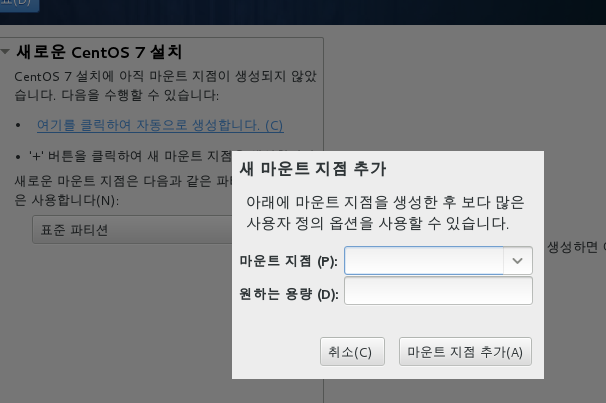 료(D)
새로운 CentOS 7 설치
CentOS 7 설치에 아직 마운트 지점이 생성되지 않았
습니다. 다음을 수행할 수 있습니다:
• 여기를 클릭하여 자동으로 생성합니다. (C)
• '+' 버튼을 클릭하여 새 마운트 지점
새로운 마운트 지점은 다음과 같은 파
은 사용합니다(N):
표준 파티션
새 마운트 지점 추가
아래에 마운트 지점을 생성한 후 보다 많은
사용자 정의 옵션을 사용할 수 있습니다.
마운트 지점 (P):
원하는 용량 (D):
취소(C)
마운트 지점 추가(A)
생성하면